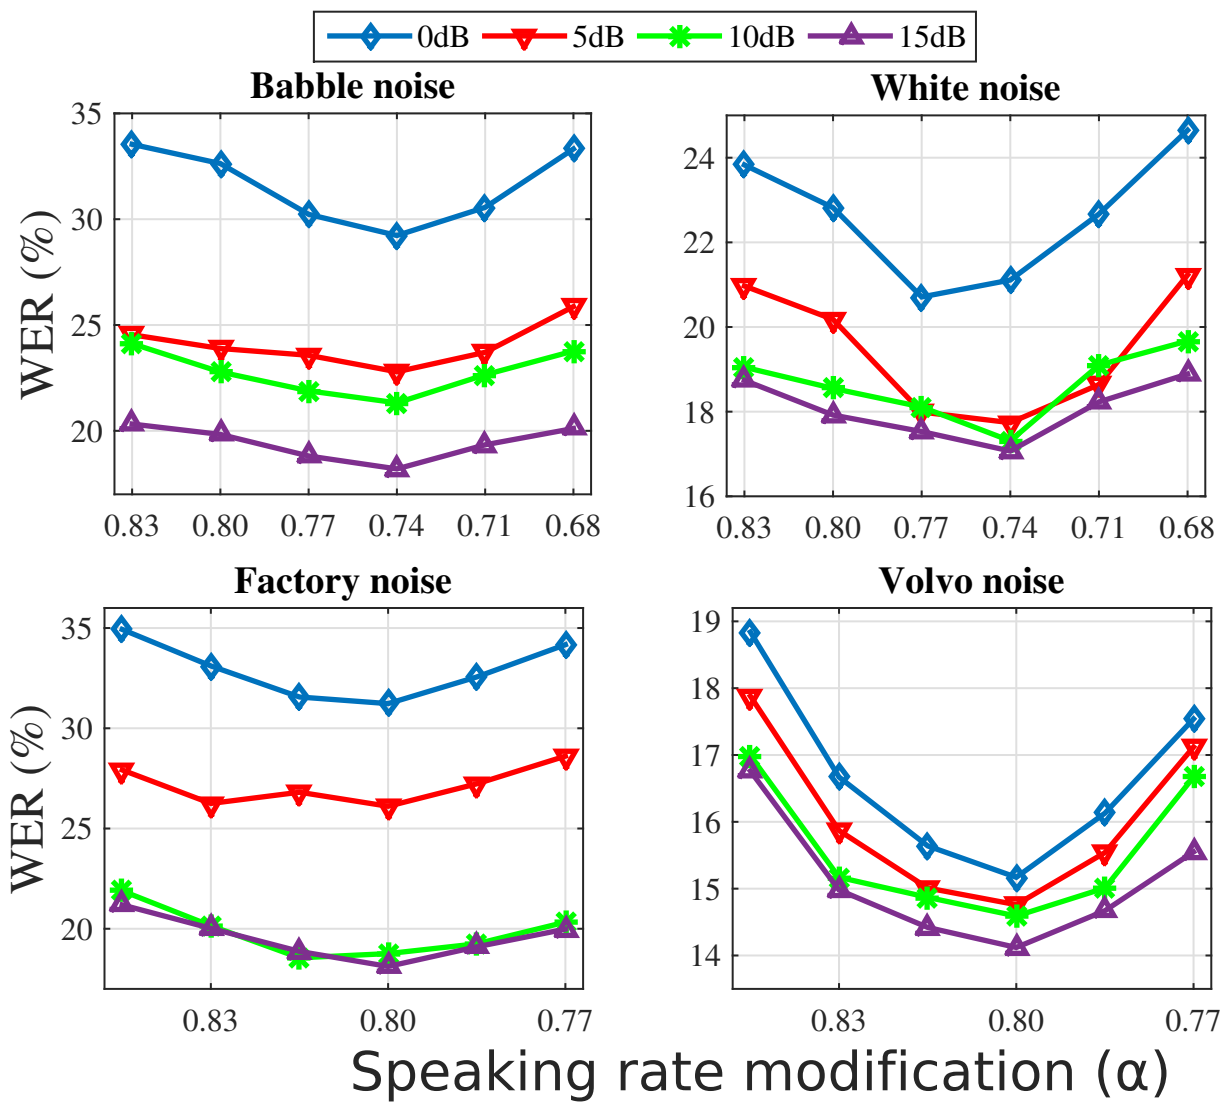 0dB 5dB 10dB 15dB
Babble noise
White noise
WER (%)
35
30
25
20
0.83 0.80 0.77 0.74 0.71 0.68
24
22
20
18
16
0.83 0.80 0.77 0.74 0.71 0.68
Factory noise
Volvo noise
WER (%)
35
30
25
20
0.83 0.80 0.77
19
18
17
16
15
14
0.83 0.80 0.77
Speaking rate modification (α)